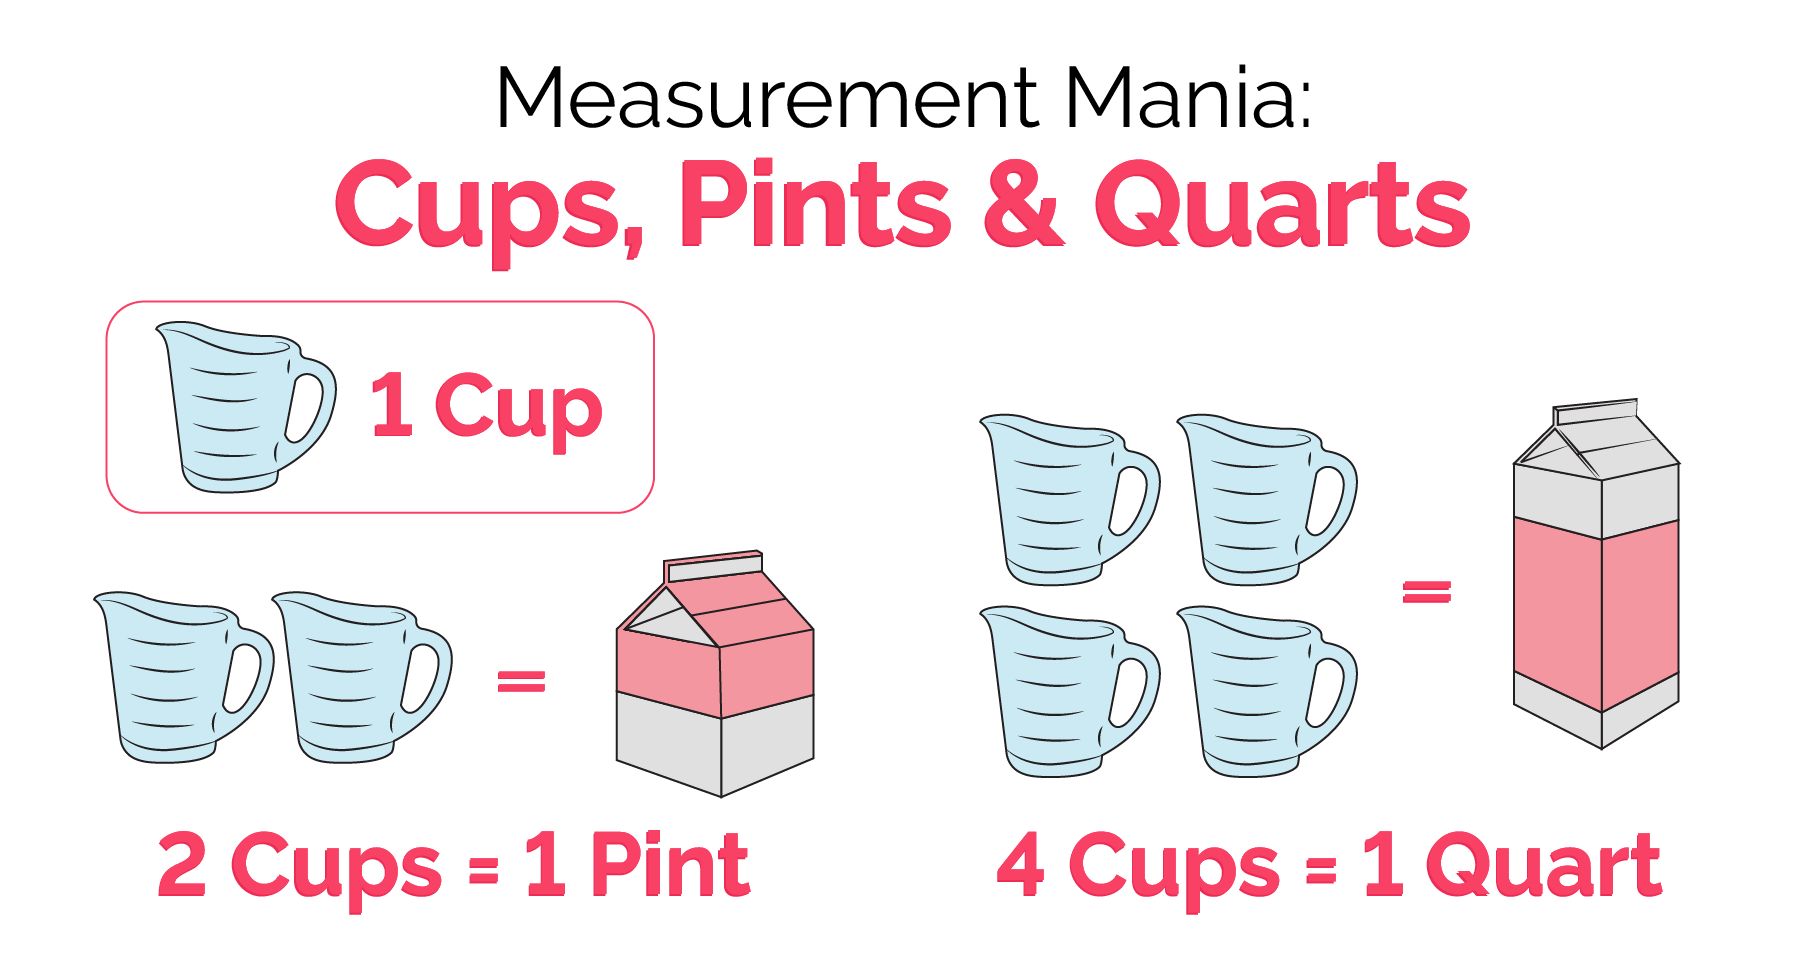 Measurement Mania:
Cups, Pints & Quarts
1 Cup
=
=
2 Cups = 1 Pint
4 Cups = 1 Quart